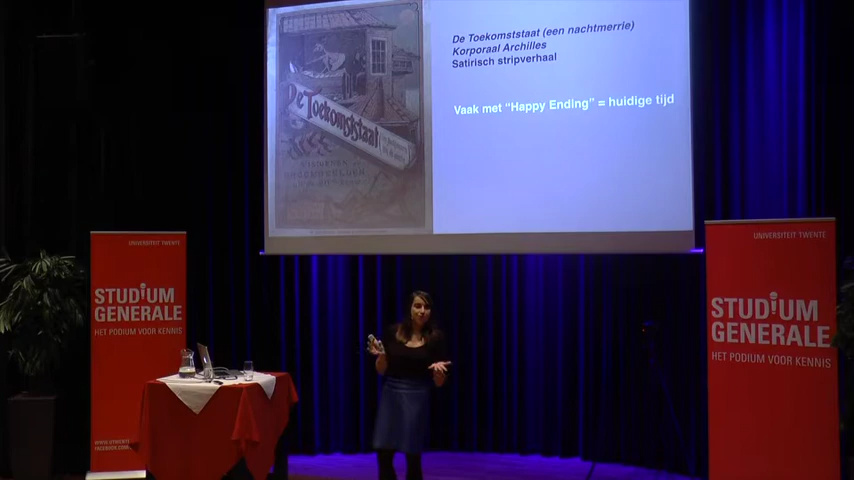 De Toekomststaat (een nachtmerrie)
Korporaal Archilles
Satirisch stripverhaal
Vaak met “Happy Ending” = huidige tijd
De Toekomststaat
UNIVERSITEIT TWENTE
STUDIUM
GENERALE
HET PODIUM VOOR KENNIS
UNIVERSITEIT TWENTE
STUDIUM
GENERALE
HET PODIUM VOOR KENNIS